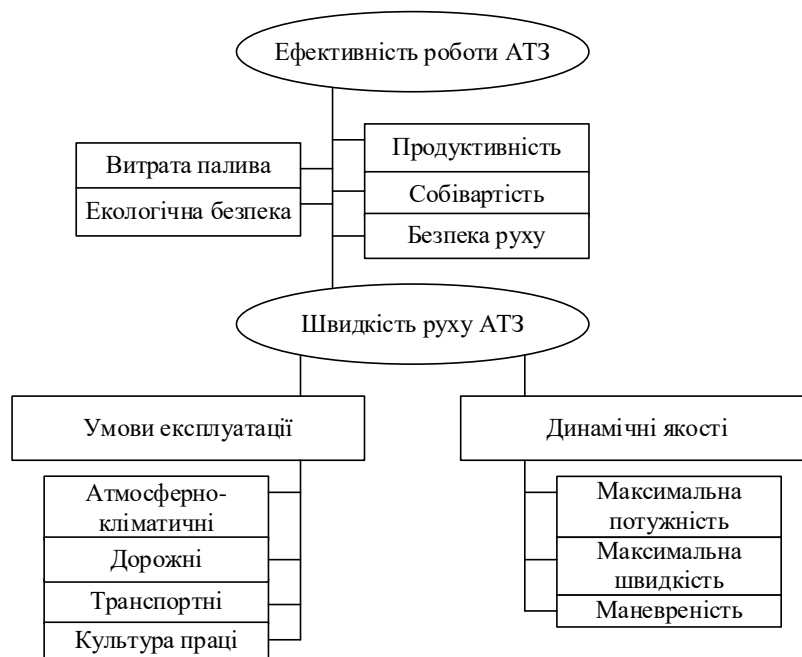 Ефективність роботи АТЗ
Витрата палива
Екологічна безпека
Продуктивність
Собівартість
Безпека руху
Швидкість руху АТЗ
Умови експлуатації
Атмосферно-
кліматичні
Дорожні
Транспортні
Культура праці
Динамічні якості
Максимальна
потужність
Максимальна
швидкість
Маневреність